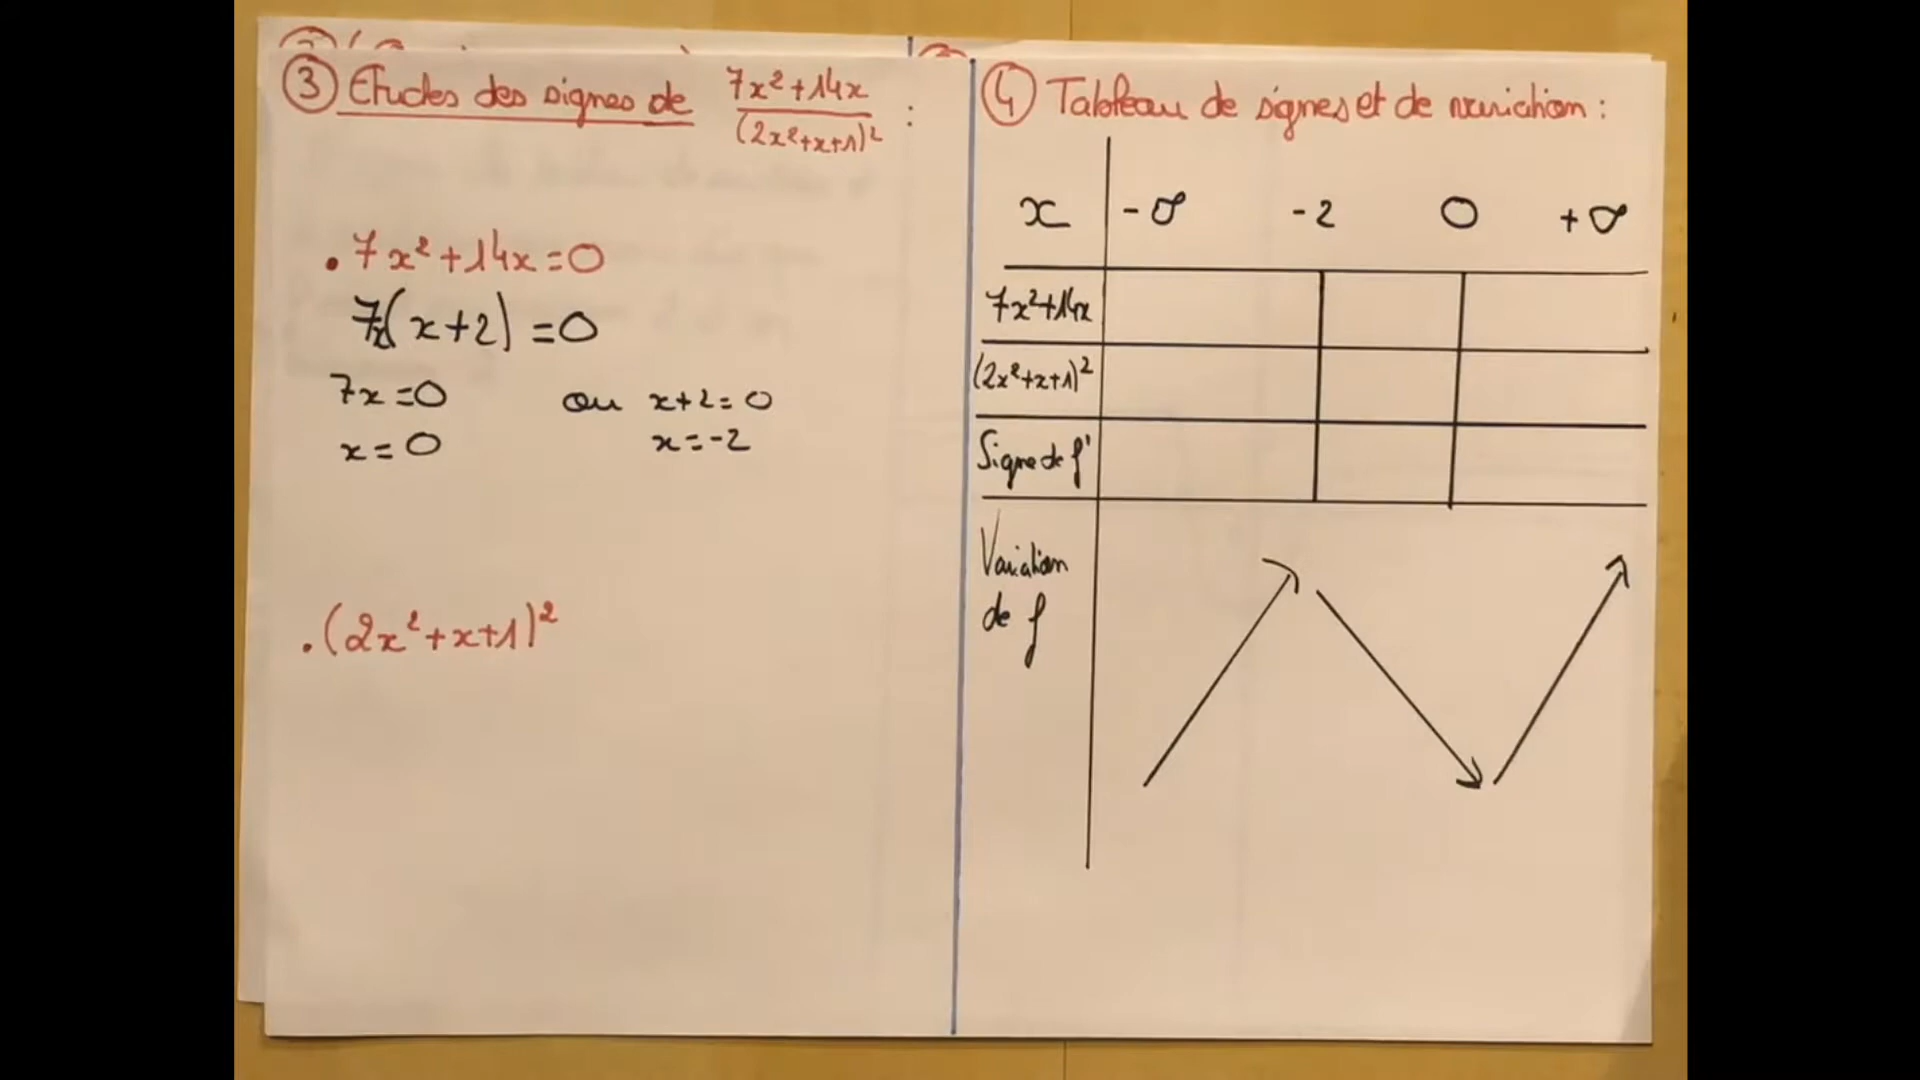 ③ Etudes des signes de (7x²+14x)/(2x²+x+1)² :
. 7x²+14x=0
7x(x+2)=0
7x=0 ou x+2=0
x=0 x=-2
. (2x²+x+1)²
④ Tableau de signes et de variation :
x -∞ -2 0 +∞
7x²+14x
(2x²+x+1)²
Signe de f'
Variation
de f